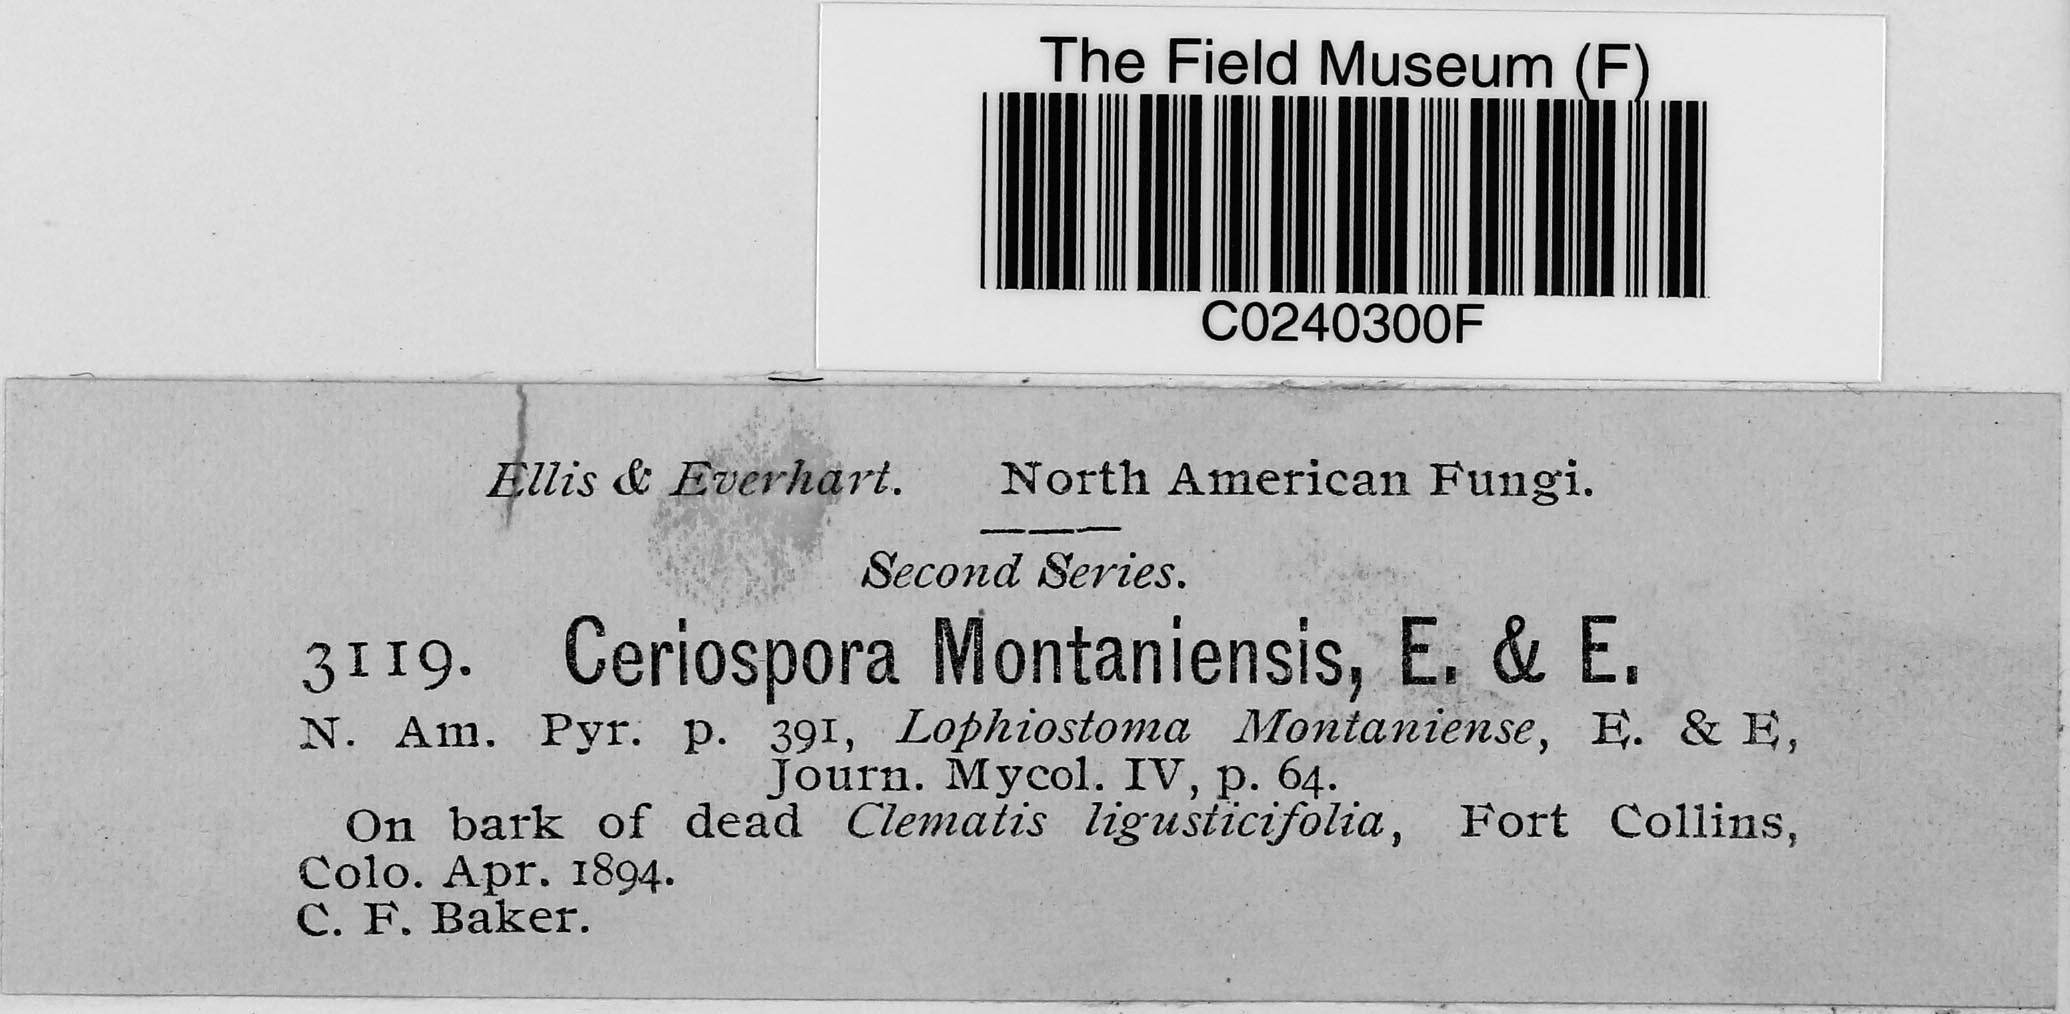 The Field Museum (F)
C0240300F
Ellis & Everhart. North American Fungi.
Second Series.
3119. Ceriospora Montaniensis, E. & E.
N. Am. Pyr. p. 391, Lophiostoma Montaniense, E. & E,
Journ. Mycol. IV, p. 64.
On bark of dead Clematis ligusticifolia, Fort Collins,
Colo. Apr. 1894.
C. F. Baker.